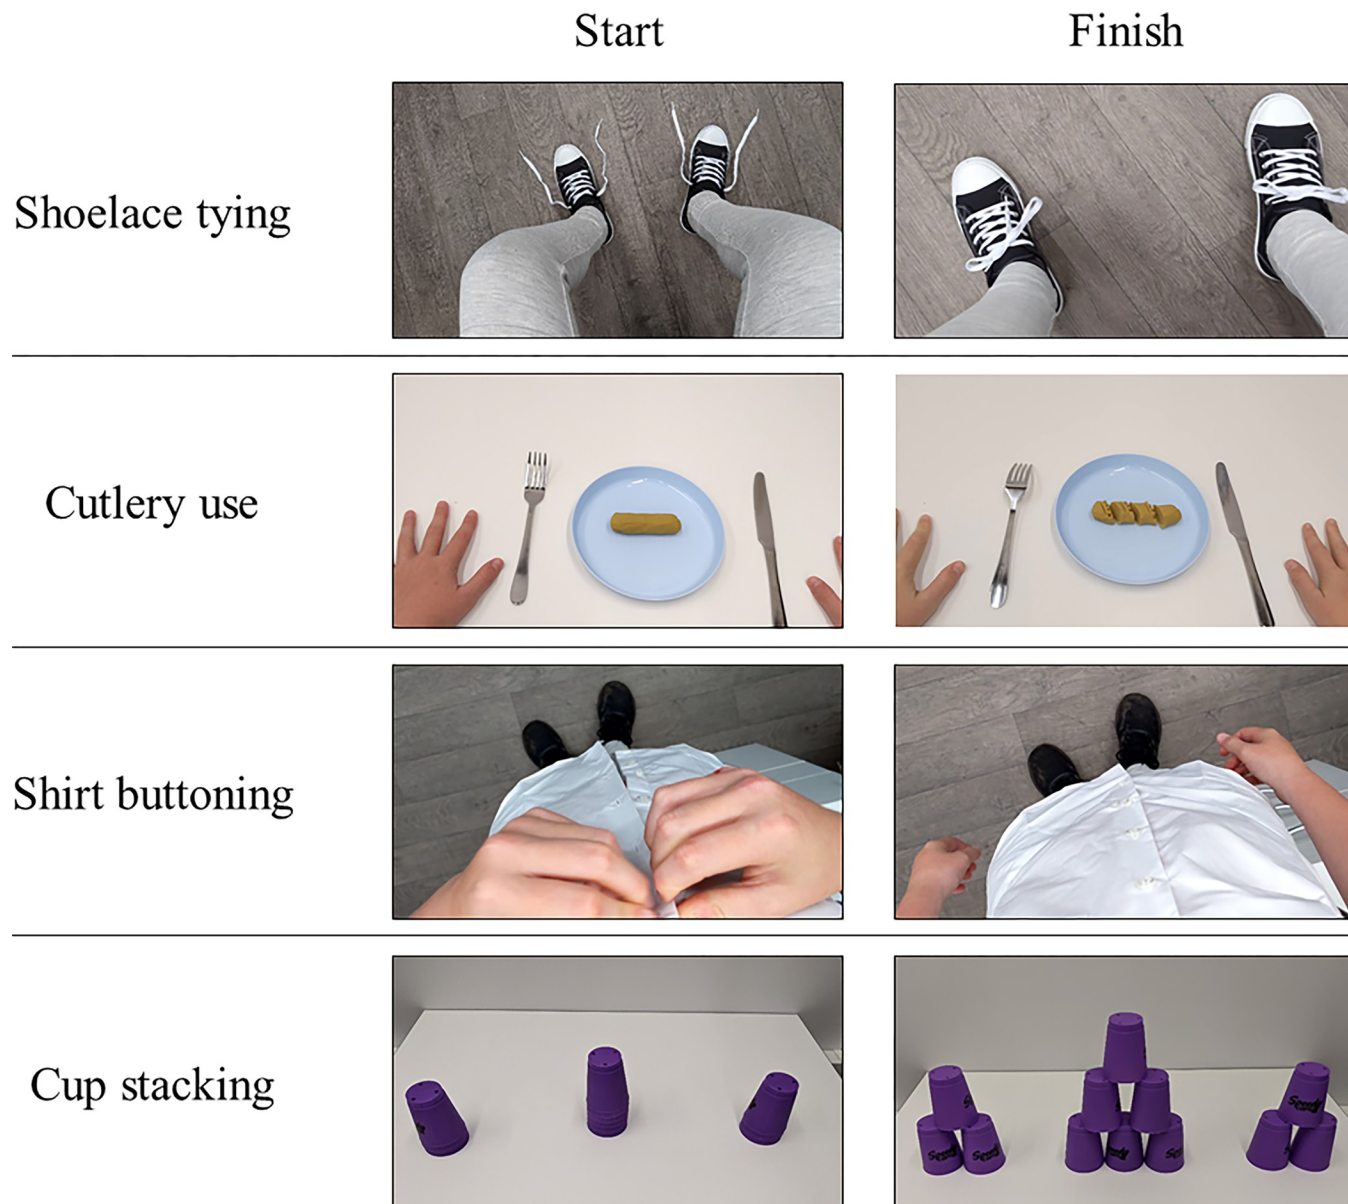 Start
Finish
Shoelace tying
Cutlery use
Shirt buttoning
Cup stacking